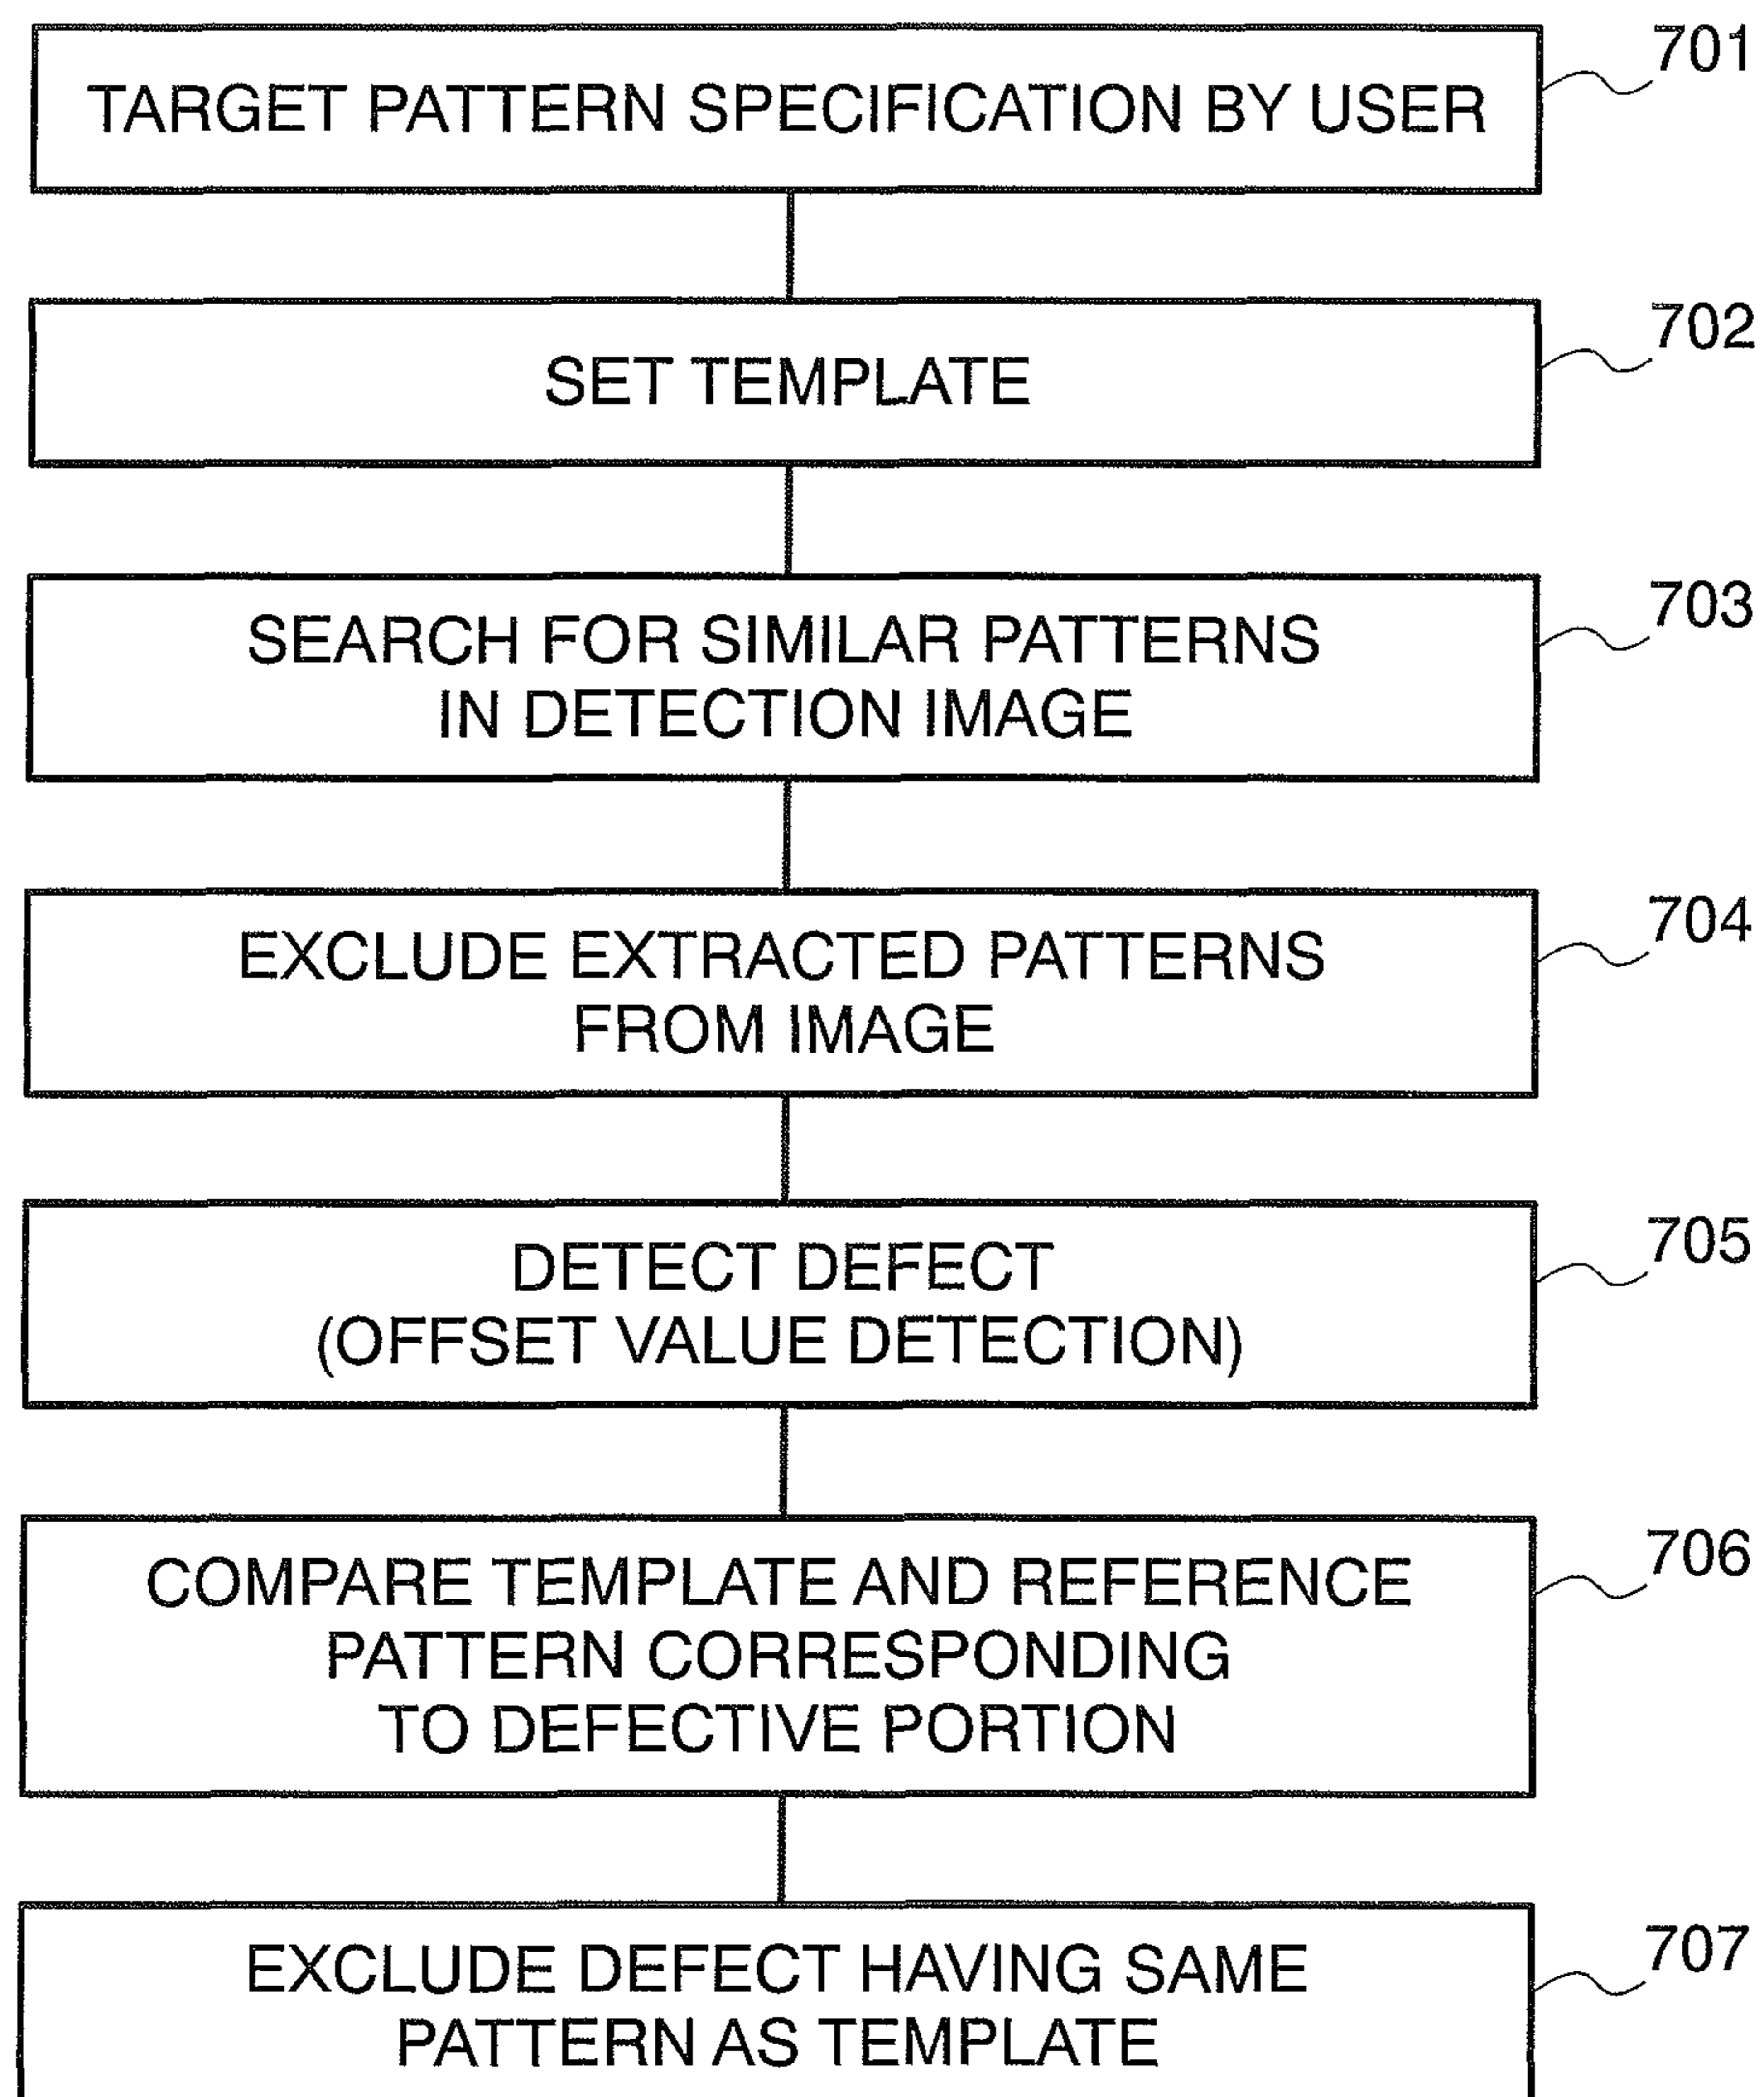 701
TARGET PATTERN SPECIFICATION BY USER
702
SET TEMPLATE
703
SEARCH FOR SIMILAR PATTERNS
IN DETECTION IMAGE
704
EXCLUDE EXTRACTED PATTERNS
FROM IMAGE
705
DETECT DEFECT
(OFFSET VALUE DETECTION)
706
COMPARE TEMPLATE AND REFERENCE
PATTERN CORRESPONDING
TO DEFECTIVE PORTION
707
EXCLUDE DEFECT HAVING SAME
PATTERN AS TEMPLATE